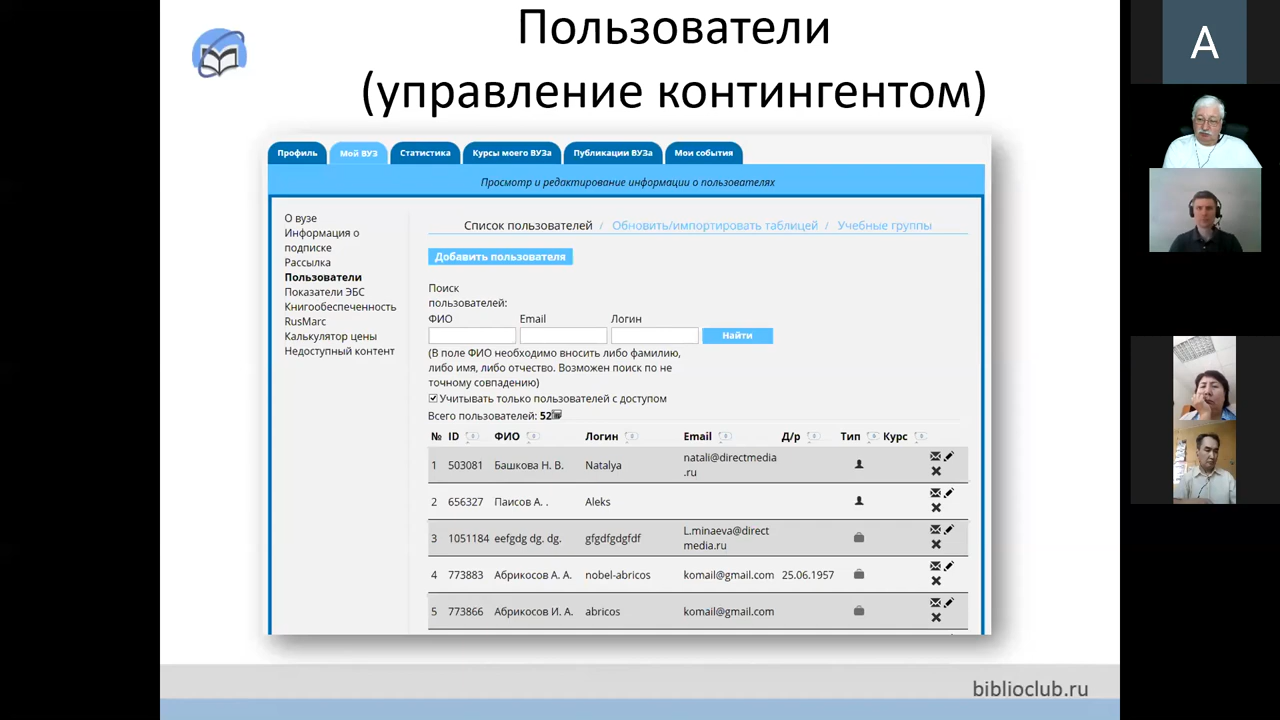 Пользователи
(управление контингентом)
A
Профиль
Мой ВУЗ
Статистика
Курсы моего ВУЗа
Публикации ВУЗа
Мои события
Просмотр и редактирование информации о пользователях
О вузе
Информация о
подписке
Рассылка
Пользователи
Показатели ЭБС
Книгообеспеченность
RusMarc
Калькулятор цены
Недоступный контент
Список пользователей / Обновить/импортировать таблицей / Учебные группы
Добавить пользователя
Поиск
пользователей:
ФИО Email Логин
Найти
(В поле ФИО необходимо вносить либо фамилию,
либо имя, либо отчество. Возможен поиск по не
точному совпадению)
Учитывать только пользователей с доступом
Всего пользователей: 52
№ ID ФИО Логин Email Д/р Тип Курс
1 503081 Башкова Н. В. Natalya natali@directmedia
.ru
2 656327 Паисов А. . Aleks
3 1051184 eefgdg dg. dg. gfgdfgdgfdf L.minaeva@direct
media.ru
4 773883 Абрикосов А. А. nobel-abricos komail@gmail.com 25.06.1957
5 773866 Абрикосов И. А. abricos komail@gmail.com
biblioclub.ru